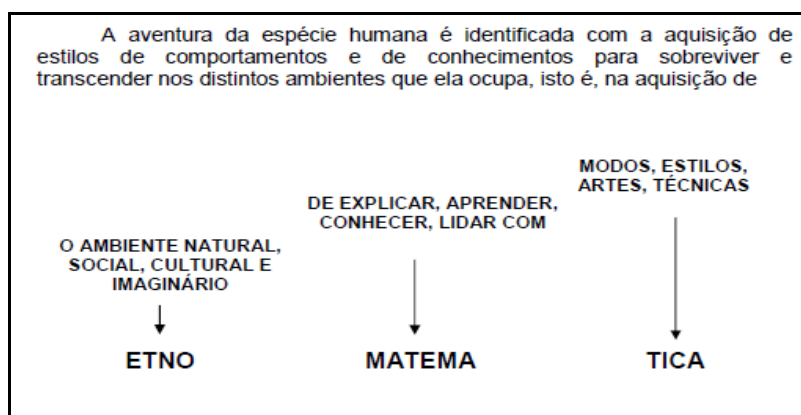 A aventura da espécie humana é identificada com a aquisição de
estilos de comportamentos e de conhecimentos para sobreviver e
transcender nos distintos ambientes que ela ocupa, isto é, na aquisição de
MODOS, ESTILOS,
ARTES, TÉCNICAS
DE EXPLICAR, APRENDER,
CONHECER, LIDAR COM
O AMBIENTE NATURAL,
SOCIAL, CULTURAL E
IMAGINÁRIO
ETNO MATEMA TICA